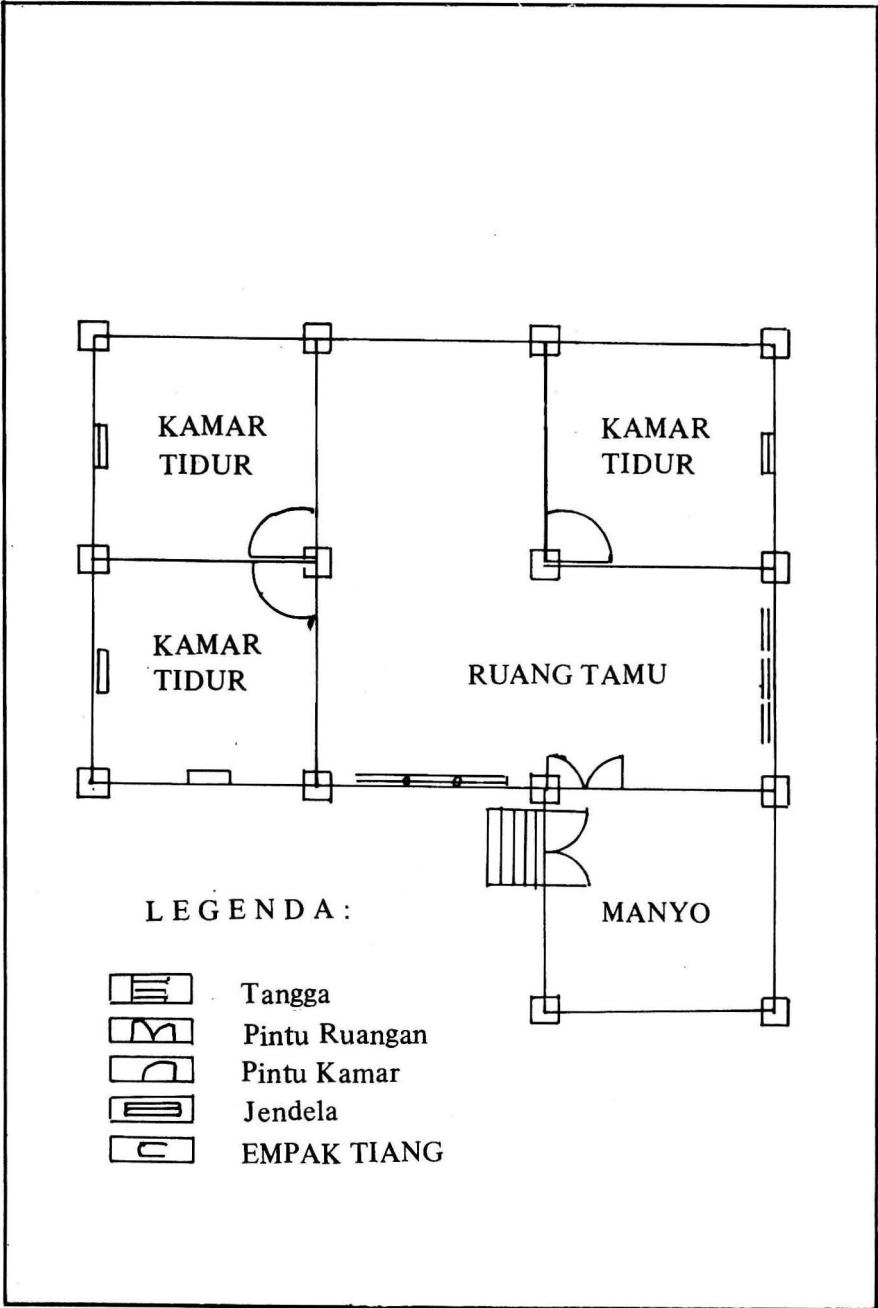 KAMAR
TIDUR
KAMAR
TIDUR
KAMAR
TIDUR
RUANG TAMU
MANYO
LEGENDA:
Tangga
Pintu Ruangan
Pintu Kamar
Jendela
EMPAK TIANG